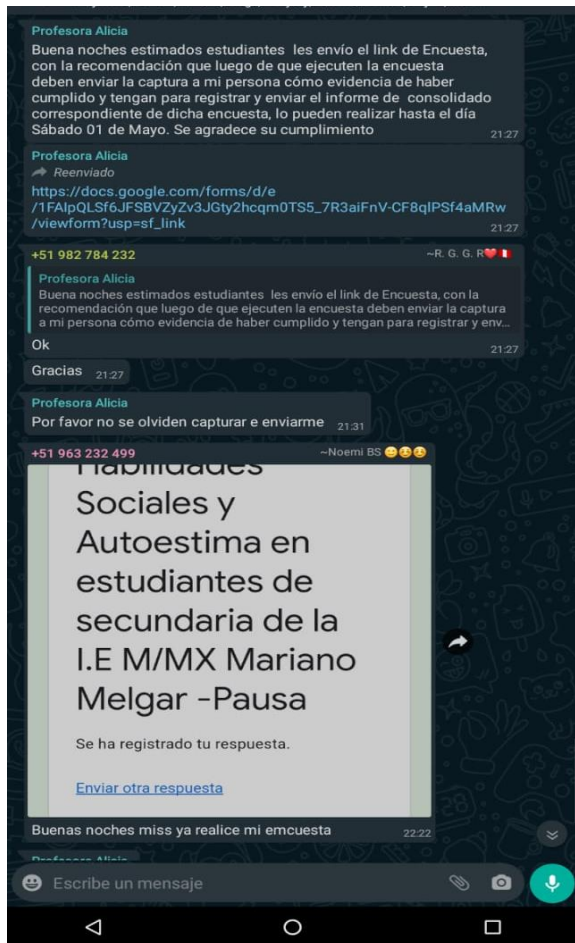 Profesora Alicia
Buena noches estimados estudiantes les envío el link de Encuesta,
con la recomendación que luego de que ejecuten la encuesta
deben enviar la captura a mi persona cómo evidencia de haber
cumplido y tengan para registrar y enviar el informe de consolidado
correspondiente de dicha encuesta, lo pueden realizar hasta el día
Sábado 01 de Mayo. Se agradece su cumplimiento
21:27
Profesora Alicia
Reenviado
https://docs.google.com/forms/d/e
/1FAIpQLSf6JFSBVZyZv3JGty2hcqm0TS5_7R3aiFnV-CF8qlPSf4aMRw
/viewform?usp=sf_link
21:27
+51 982 784 232 ~R. G. G. R❤️🇵🇪
Profesora Alicia
Buena noches estimados estudiantes les envío el link de Encuesta, con la
recomendación que luego de que ejecuten la encuesta deben enviar la captura
a mi persona cómo evidencia de haber cumplido y tengan para registrar y env...
Ok
21:27
Gracias 21:27
Profesora Alicia
Por favor no se olviden capturar e enviarme 21:31
+51 963 232 499 ~Noemi BS 😊😊😊
Habilidades
Sociales y
Autoestima en
estudiantes de
secundaria de la
I.E M/MX Mariano
Melgar -Pausa
Se ha registrado tu respuesta.
Enviar otra respuesta
Buenas noches miss ya realice mi emcuesta 22:22
Profesora Alicia
Escribe un mensaje